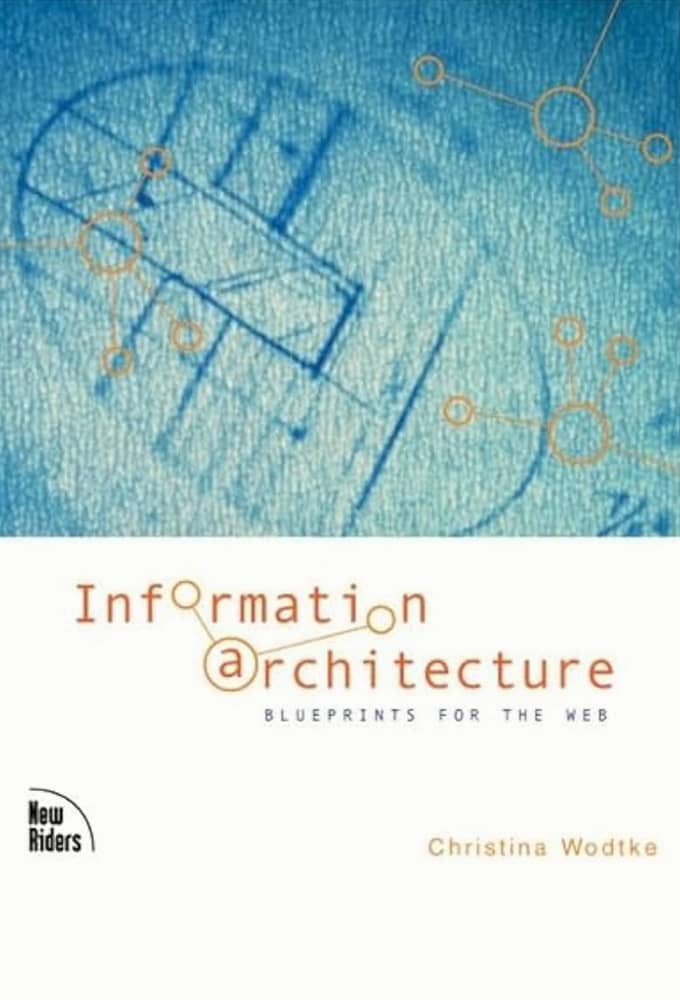 Information
architecture
BLUEPRINTS FOR THE WEB
New
Riders
Christina Wodtke